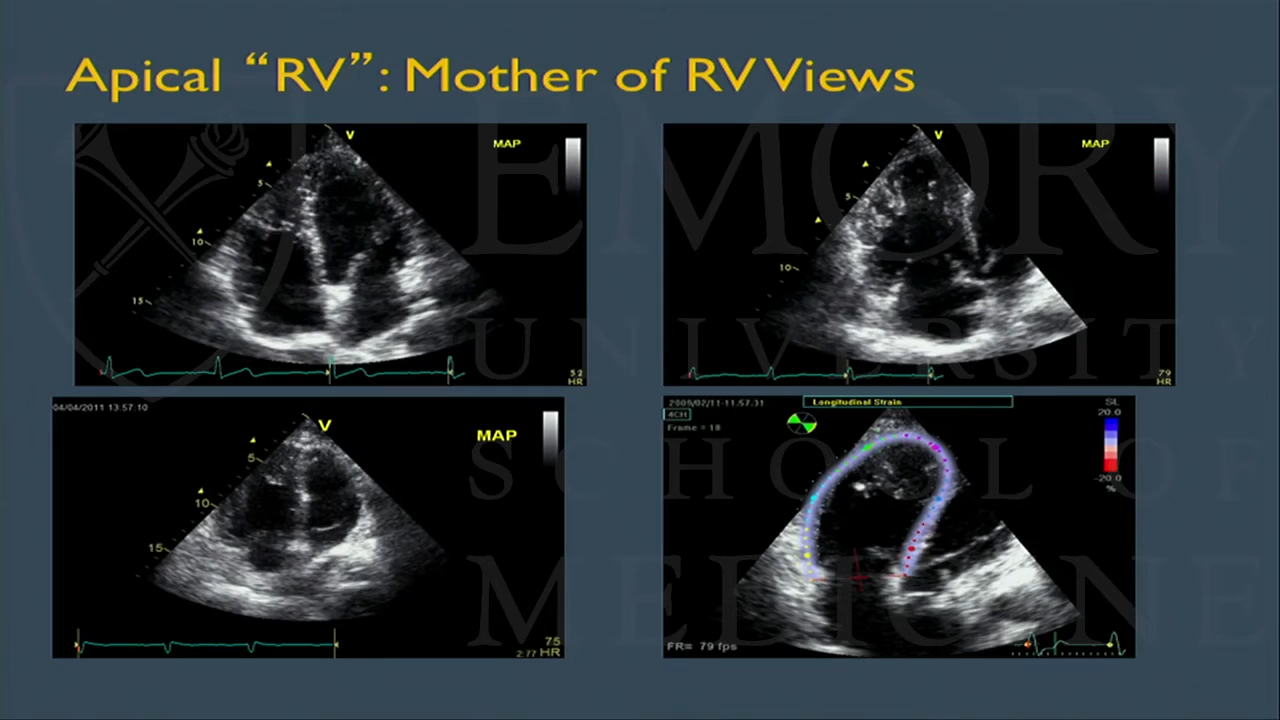 Apical “RV”: Mother of RV Views
EMORY
UNIVERSITY
SCHOOL OF
MEDICINE
V
MAP
5
10
15
52
HR
V
MAP
5
10
79
HR
04/04/2011 13:57:10
V
MAP
5
10
15
75
HR
2:77
Longitudinal Strain
4CH
Frame = 18
SL
20.0
-20.0
%
FR= 79 fps